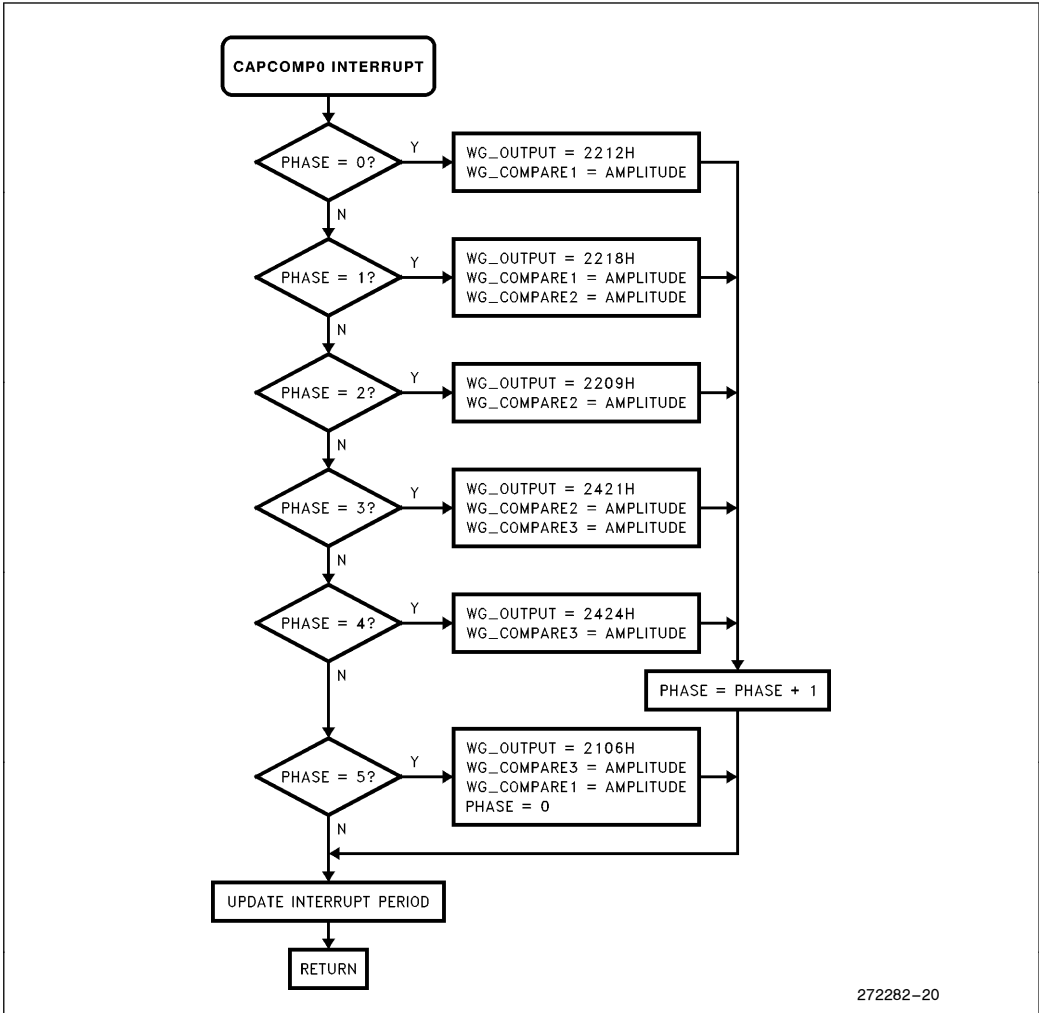 CAPCOMP0 INTERRUPT
PHASE = 0?
Y
WG_OUTPUT = 2212H
WG_COMPARE1 = AMPLITUDE
N
PHASE = 1?
Y
WG_OUTPUT = 2218H
WG_COMPARE1 = AMPLITUDE
WG_COMPARE2 = AMPLITUDE
N
PHASE = 2?
Y
WG_OUTPUT = 2209H
WG_COMPARE2 = AMPLITUDE
N
PHASE = 3?
Y
WG_OUTPUT = 2421H
WG_COMPARE2 = AMPLITUDE
WG_COMPARE3 = AMPLITUDE
N
PHASE = 4?
Y
WG_OUTPUT = 2424H
WG_COMPARE3 = AMPLITUDE
N
PHASE = PHASE + 1
PHASE = 5?
Y
WG_OUTPUT = 2106H
WG_COMPARE3 = AMPLITUDE
WG_COMPARE1 = AMPLITUDE
PHASE = 0
N
UPDATE INTERRUPT PERIOD
RETURN
272282–20